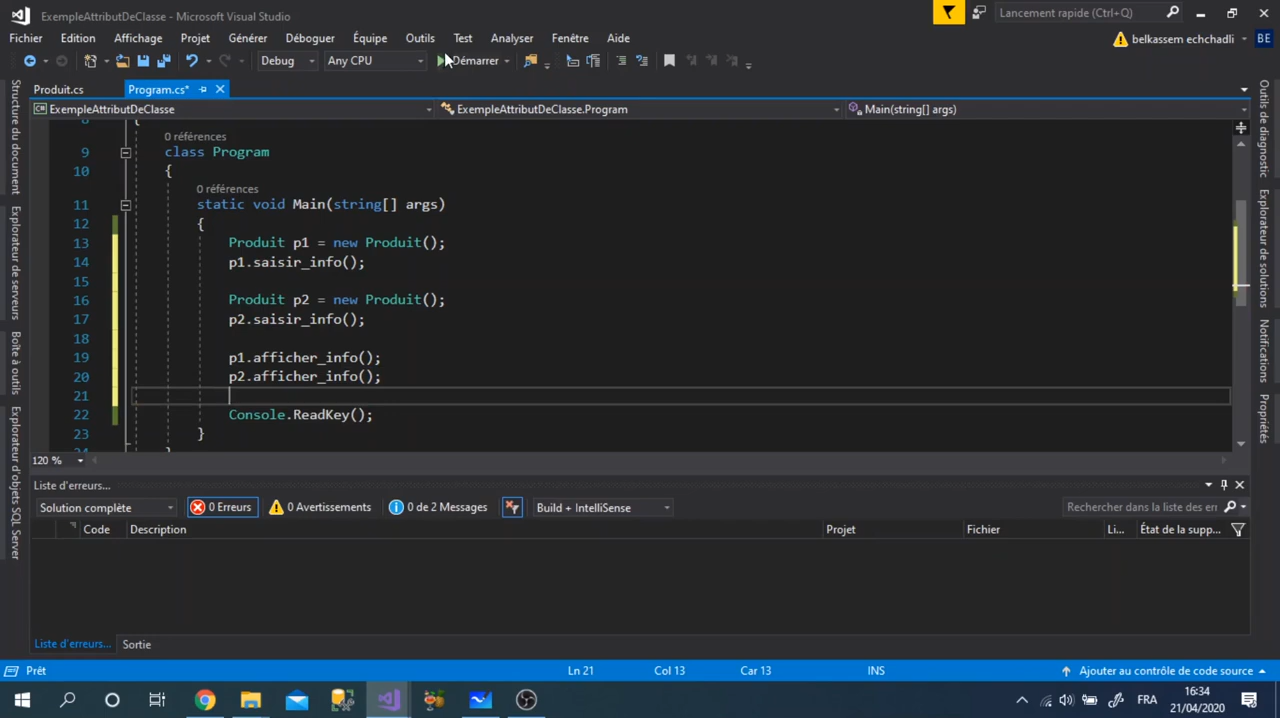 ExempleAttributDeClasse - Microsoft Visual Studio
Lancement rapide (Ctrl+Q)
Fichier Edition Affichage Projet Générer Déboguer Équipe Outils Test Analyser Fenêtre Aide
belkassem echchadli BE
Debug Any CPU Démarrer
Produit.cs Program.cs*
ExempleAttributDeClasse ExempleAttributDeClasse.Program Main(string[] args)
8 {
0 références
9 class Program
10 {
0 références
11 static void Main(string[] args)
12 {
13 Produit p1 = new Produit();
14 p1.saisir_info();
15
16 Produit p2 = new Produit();
17 p2.saisir_info();
18
19 p1.afficher_info();
20 p2.afficher_info();
21
22 Console.ReadKey();
23 }
24 }
120 %
Structure du document
Explorateur de serveurs
Boîte à outils
Explorateur d'objets SQL Server
Outils de diagnostic
Explorateur de solutions
Notifications
Propriétés
Liste d'erreurs...
Solution complète 0 Erreurs 0 Avertissements 0 de 2 Messages Build + IntelliSense Rechercher dans la liste des err
Code Description Projet Fichier Li... État de la supp...
Liste d'erreurs... Sortie
Prêt Ln 21 Col 13 Car 13 INS Ajouter au contrôle de code source
FRA 16:34
21/04/2020